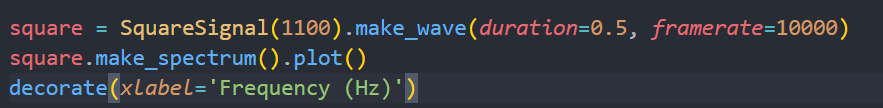 square = SquareSignal(1100).make_wave(duration=0.5, framerate=10000)
square.make_spectrum().plot()
decorate(xlabel='Frequency (Hz)')